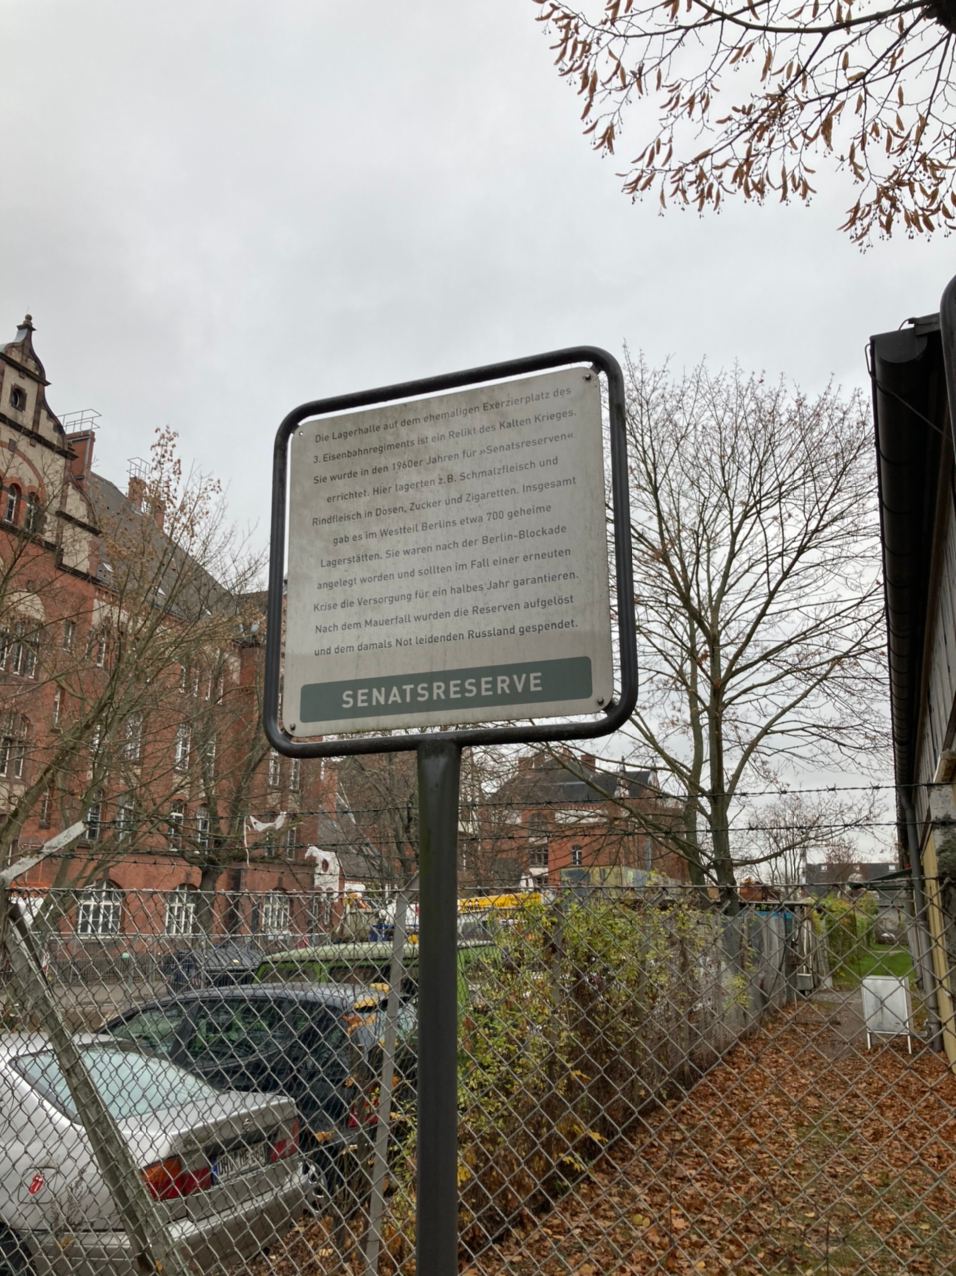 Die Lagerhalle auf dem ehemaligen Exerzierplatz des
3. Eisenbahnregiments ist ein Relikt des Kalten Krieges.
Sie wurde in den 1960er Jahren für »Senatsreserven«
errichtet. Hier lagerten z.B. Schmalzfleisch und
Rindfleisch in Dosen, Zucker und Zigaretten. Insgesamt
gab es im Westteil Berlins etwa 700 geheime
Lagerstätten. Sie waren nach der Berlin-Blockade
angelegt worden und sollten im Fall einer erneuten
Krise die Versorgung für ein halbes Jahr garantieren.
Nach dem Mauerfall wurden die Reserven aufgelöst
und dem damals Not leidenden Russland gespendet.
SENATSRESERVE